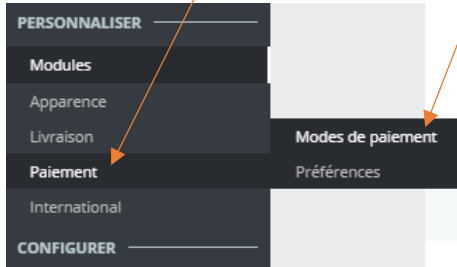 PERSONNALISER
Modules
Apparence
Livraison
Modes de paiement
Paiement
Préférences
International
CONFIGURER